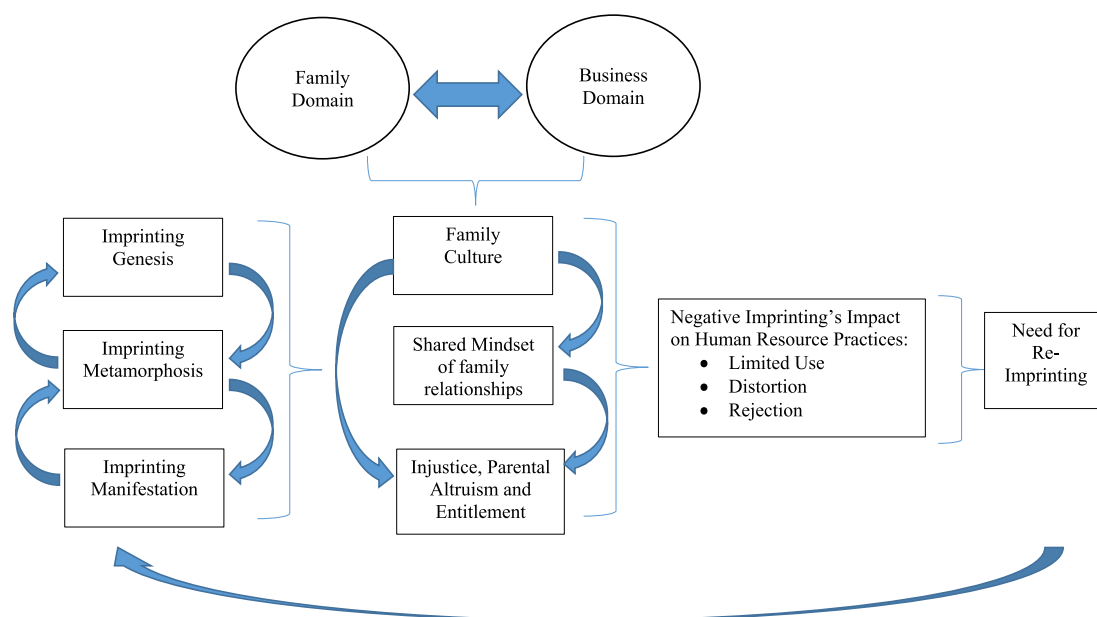 Family
Domain
Business
Domain
Imprinting
Genesis
Imprinting
Metamorphosis
Imprinting
Manifestation
Family
Culture
Shared Mindset
of family
relationships
Injustice, Parental
Altruism and
Entitlement
Negative Imprinting’s Impact
on Human Resource Practices:
• Limited Use
• Distortion
• Rejection
Need for
Re-
Imprinting